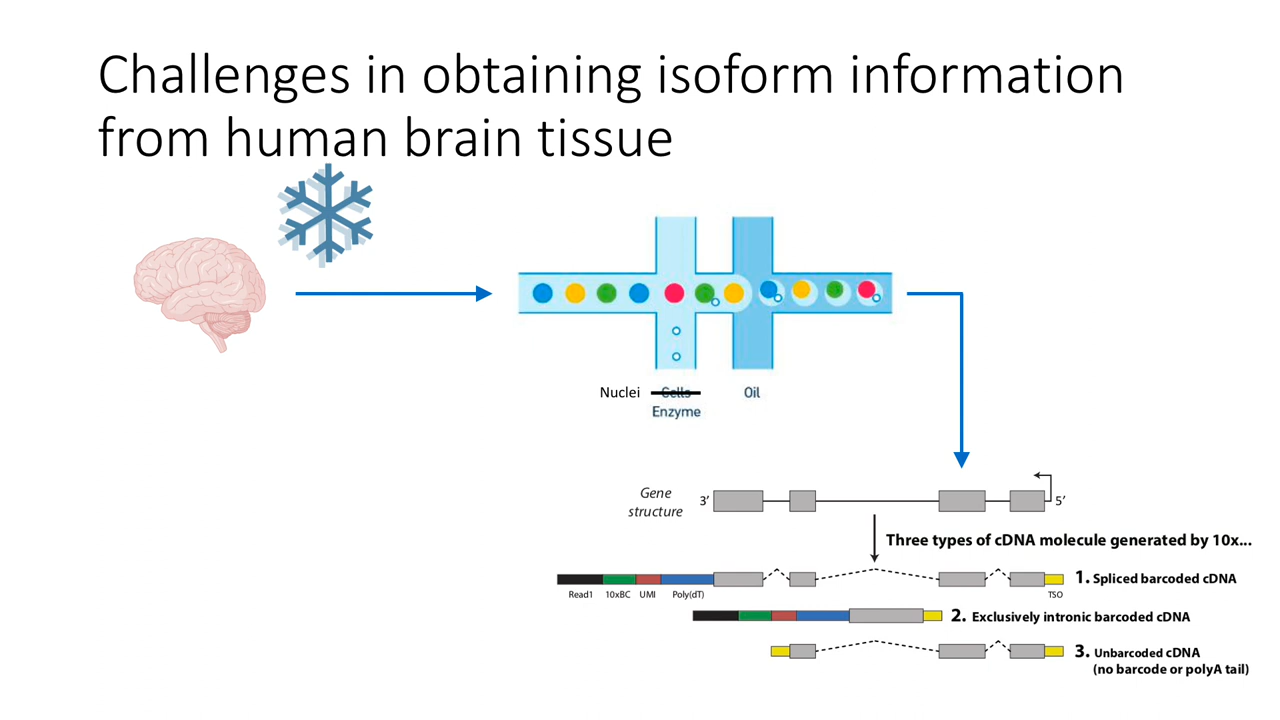 Challenges in obtaining isoform information
from human brain tissue
Nuclei Cells Oil
Enzyme
Gene
structure
3’ 5’
Three types of cDNA molecule generated by 10x...
1. Spliced barcoded cDNA
Read1 10xBC UMI Poly(dT) TSO
2. Exclusively intronic barcoded cDNA
3. Unbarcoded cDNA
(no barcode or polyA tail)